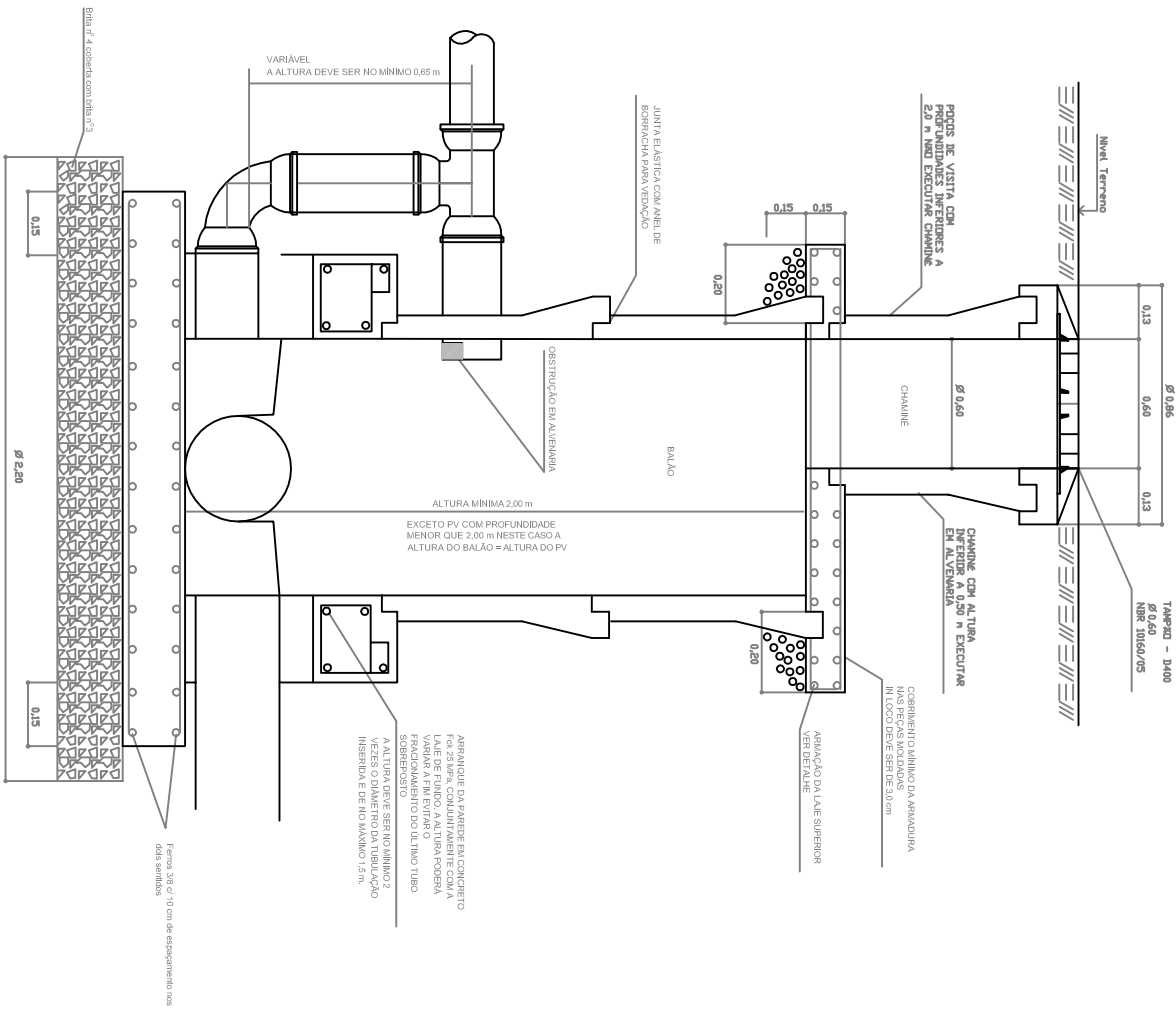 TAMPÃO - D400
Ø 0,60
NBR 10160/05
Ø 0,86
0,13
0,60
0,13
Nível Terreno
POÇOS DE VISITA COM
PROFUNDIDADES INFERIORES A
2,0 m NÃO EXECUTAR CHAMINÉ
Ø 0,60
CHAMINÉ
CHAMINÉ COM ALTURA
INFERIOR A 0,50 m EXECUTAR
EM ALVENARIA
0,15
0,15
0,20
0,20
COBRIMENTO MÍNIMO DA ARMADURA
NAS PEÇAS MOLDADAS
IN LOCO DEVE SER DE 3,0 cm
ARMAÇÃO DA LAJE SUPERIOR
VER DETALHE
JUNTA ELÁSTICA COM ANEL DE
BORRACHA PARA VEDAÇÃO
BALÃO
OBSTRUÇÃO EM ALVENARIA
ALTURA MÍNIMA 2,00 m
EXCETO PV COM PROFUNDIDADE
MENOR QUE 2,00 m NESTE CASO A
ALTURA DO BALÃO = ALTURA DO PV
VARIÁVEL
A ALTURA DEVE SER NO MÍNIMO 0,65 m
ARRANQUE DA PAREDE EM CONCRETO
Fck 25 MPa, CONJUNTAMENTE COM A
LAJE DE FUNDO. A ALTURA PODERÁ
VARIAR A FIM EVITAR O
FRACIONAMENTO DO ÚLTIMO TUBO
SOBREPOSTO
A ALTURA DEVE SER NO MÍNIMO 2
VEZES O DIÂMETRO DA TUBULAÇÃO
INSERIDA E DE NO MÁXIMO 1,5 m.
Brita nº 4 coberta com brita nº3
0,15
0,15
Ø 2,20
Ferros 3/8 c/ 10 cm de espaçamento nos
dois sentidos